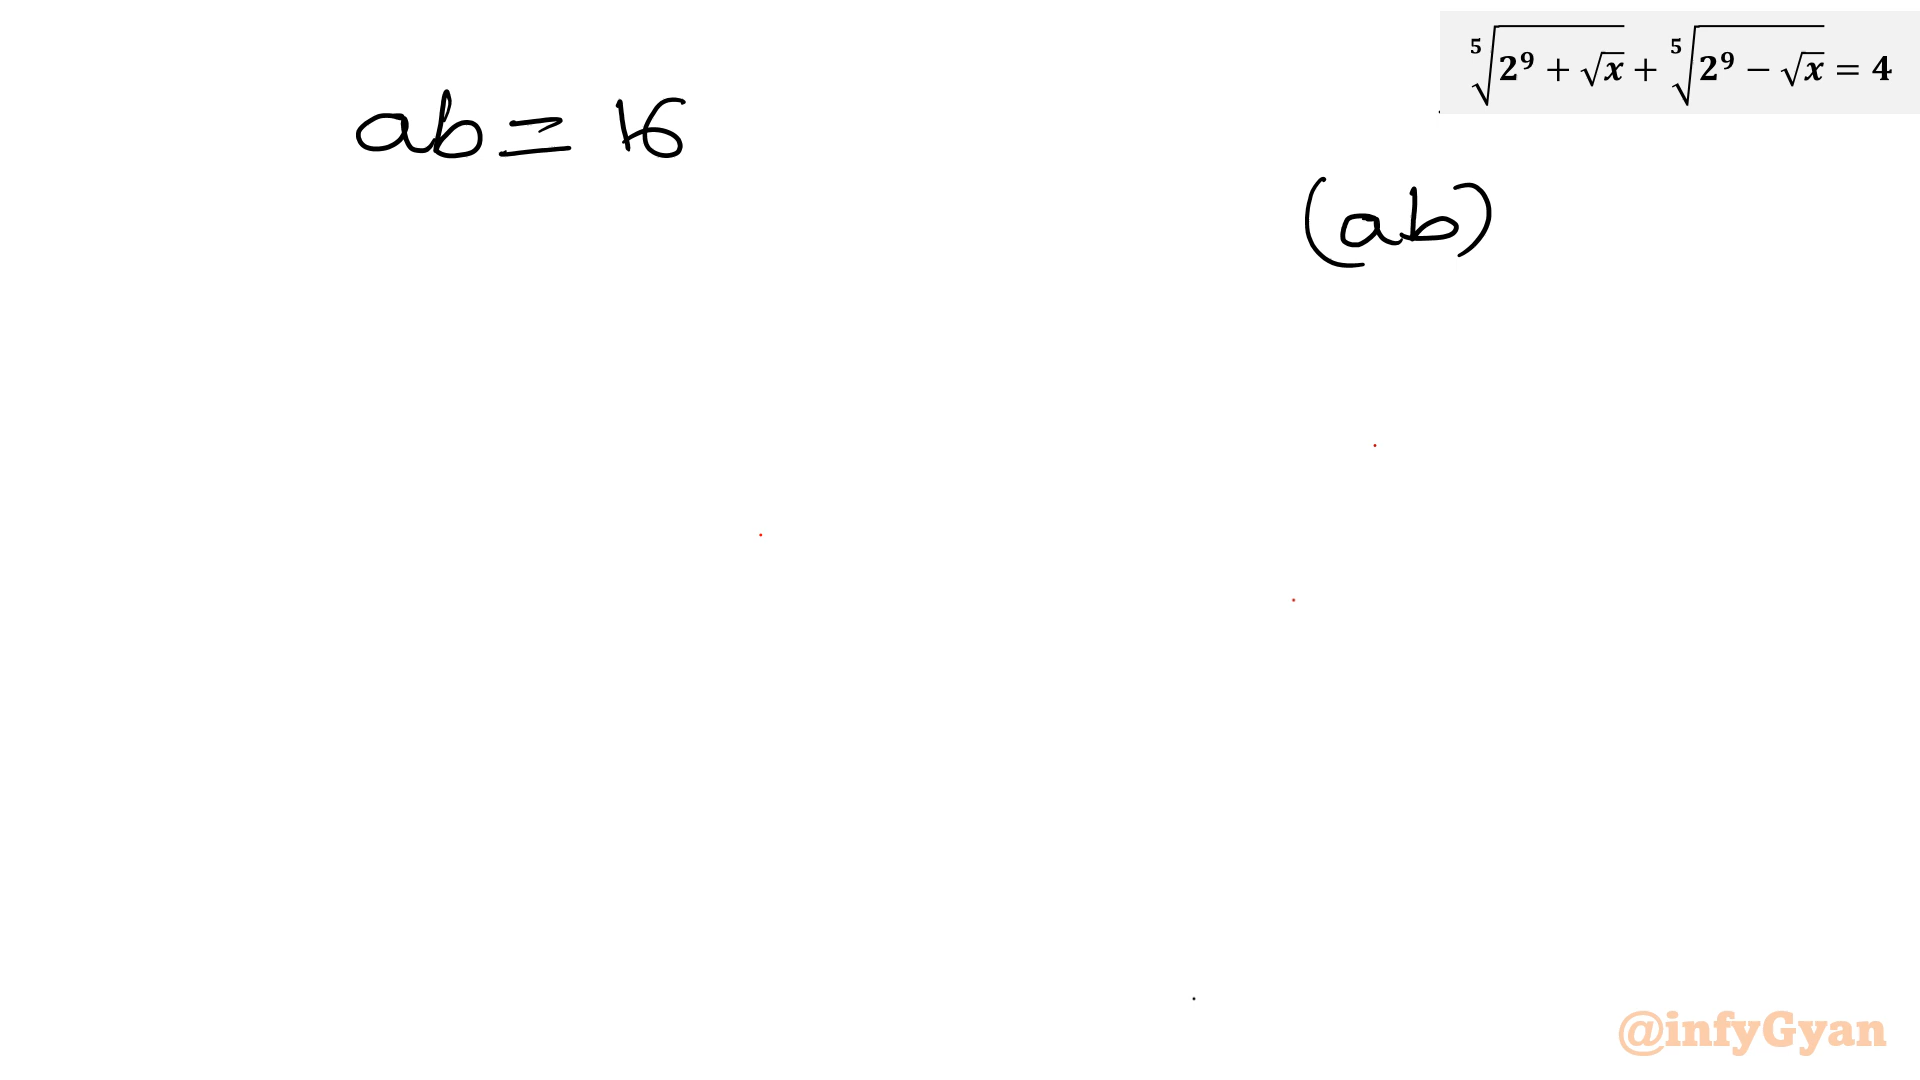 ⁵√(2⁹ + √x) + ⁵√(2⁹ − √x) = 4
ab = 16
(ab)
@infyGyan